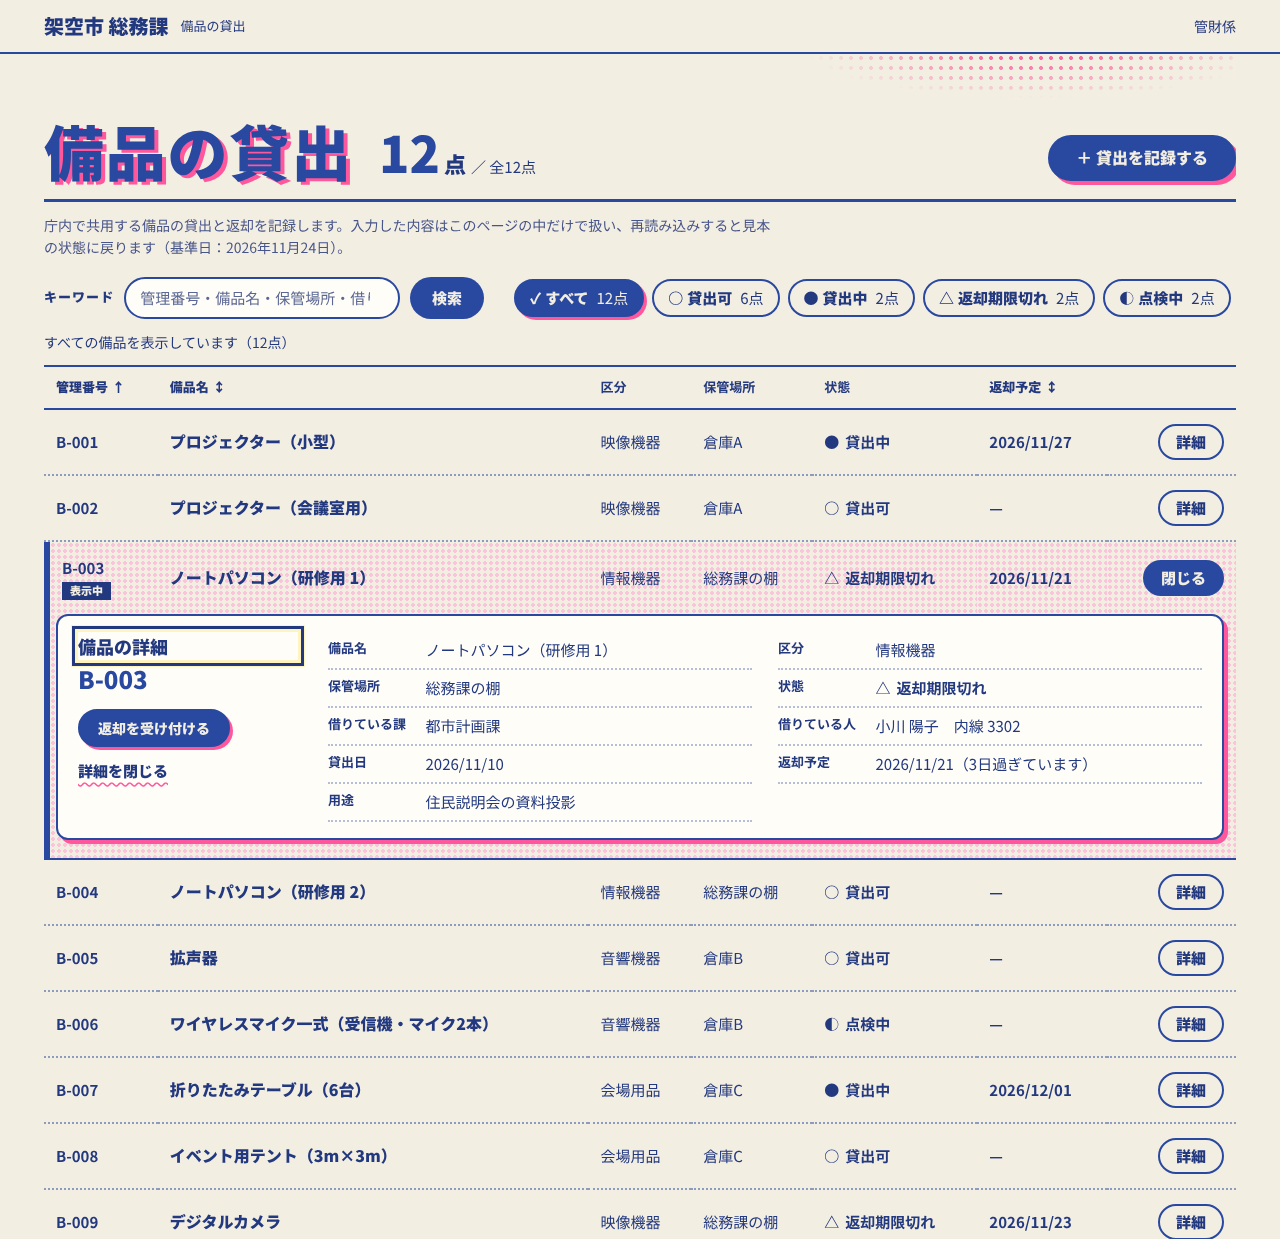 架空市 総務課 備品の貸出 管財係
備品の貸出 12点 ／ 全12点 ＋ 貸出を記録する
庁内で共用する備品の貸出と返却を記録します。入力した内容はこのページの中だけで扱い、再読み込みすると見本
の状態に戻ります（基準日：2026年11月24日）。
キーワード 管理番号・備品名・保管場所・借り 検索 ✓ すべて 12点 ○ 貸出可 6点 ● 貸出中 2点 △ 返却期限切れ 2点 ◐ 点検中 2点
すべての備品を表示しています（12点）
管理番号 ↑ 備品名 ↕ 区分 保管場所 状態 返却予定 ↕
B-001 プロジェクター（小型） 映像機器 倉庫A ● 貸出中 2026/11/27 詳細
B-002 プロジェクター（会議室用） 映像機器 倉庫A ○ 貸出可 — 詳細
B-003 ノートパソコン（研修用 1） 情報機器 総務課の棚 △ 返却期限切れ 2026/11/21 閉じる
表示中
備品の詳細
B-003
返却を受け付ける
詳細を閉じる
備品名 ノートパソコン（研修用 1） 区分 情報機器
保管場所 総務課の棚 状態 △ 返却期限切れ
借りている課 都市計画課 借りている人 小川 陽子　内線 3302
貸出日 2026/11/10 返却予定 2026/11/21（3日過ぎています）
用途 住民説明会の資料投影
B-004 ノートパソコン（研修用 2） 情報機器 総務課の棚 ○ 貸出可 — 詳細
B-005 拡声器 音響機器 倉庫B ○ 貸出可 — 詳細
B-006 ワイヤレスマイク一式（受信機・マイク2本） 音響機器 倉庫B ◐ 点検中 — 詳細
B-007 折りたたみテーブル（6台） 会場用品 倉庫C ● 貸出中 2026/12/01 詳細
B-008 イベント用テント（3m×3m） 会場用品 倉庫C ○ 貸出可 — 詳細
B-009 デジタルカメラ 映像機器 総務課の棚 △ 返却期限切れ 2026/11/23 詳細